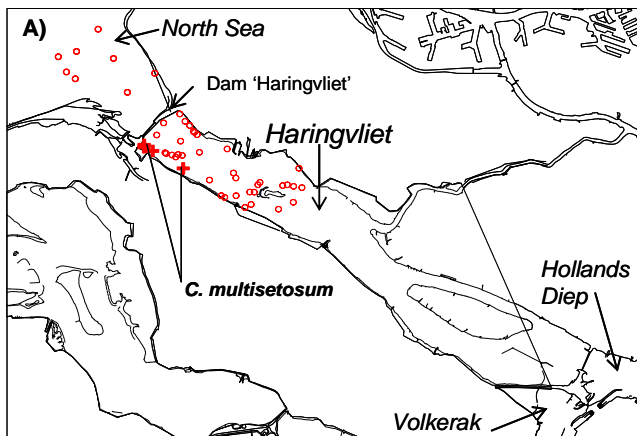 A)
North Sea
Dam 'Haringvliet'
Haringvliet
C. multisetosum
Hollands
Diep
Volkerak